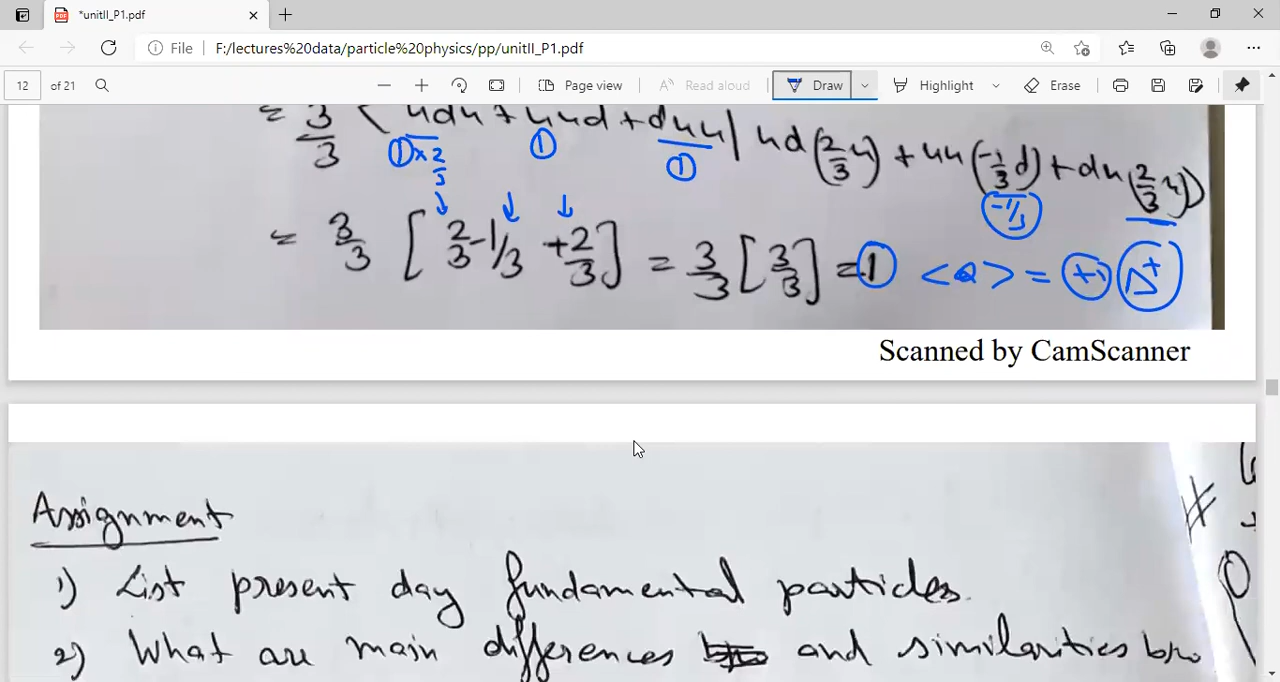 *unitII_P1.pdf
File F:/lectures%20data/particle%20physics/pp/unitII_P1.pdf
12 of 21 Page view Read aloud Draw Highlight Erase
= 3/3 ⟨udu + uud + duu| ud(2/3 u) + uu(-1/3 d) + du(2/3 u)⟩
① × 2/3 ① ① -1/3
= 3/3 [2/3 - 1/3 + 2/3] = 3/3 [3/3] = 1 <Q> = +1 Δ⁺
Scanned by CamScanner
Assignment
1) List present day fundamental particles.
2) What are main differences and similarities btw